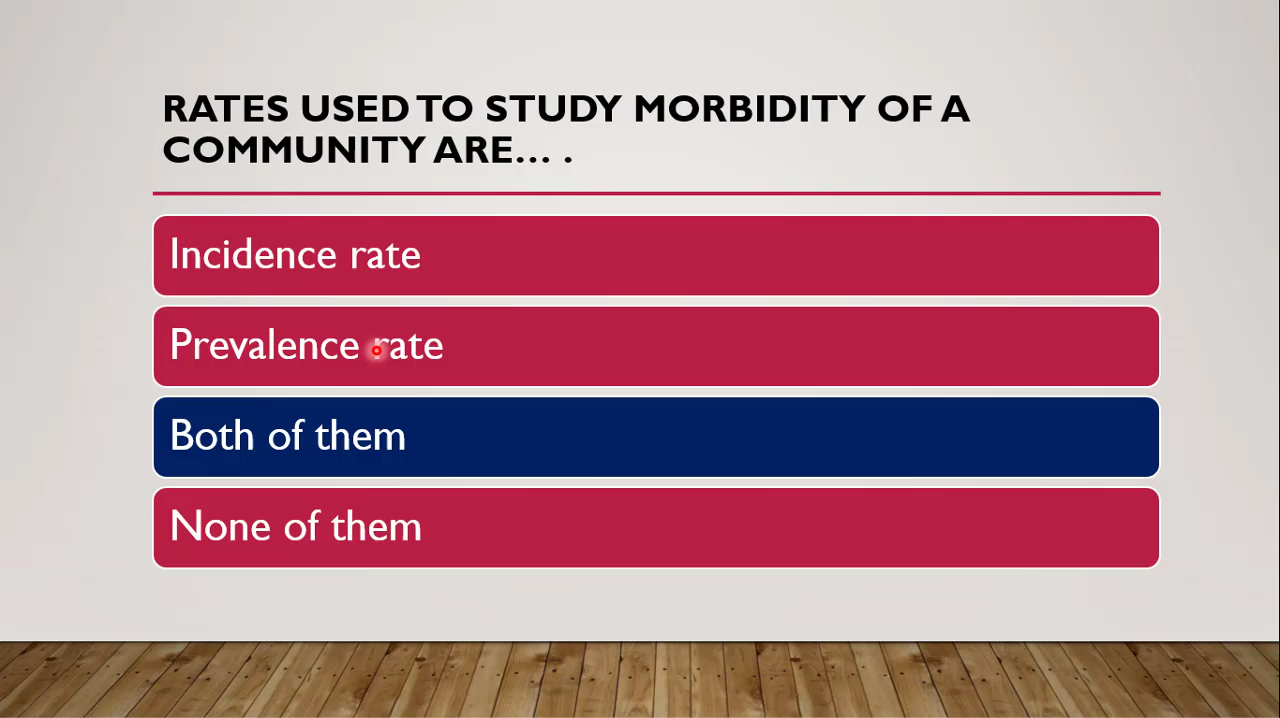 RATES USED TO STUDY MORBIDITY OF A
COMMUNITY ARE… .
Incidence rate
Prevalence rate
Both of them
None of them